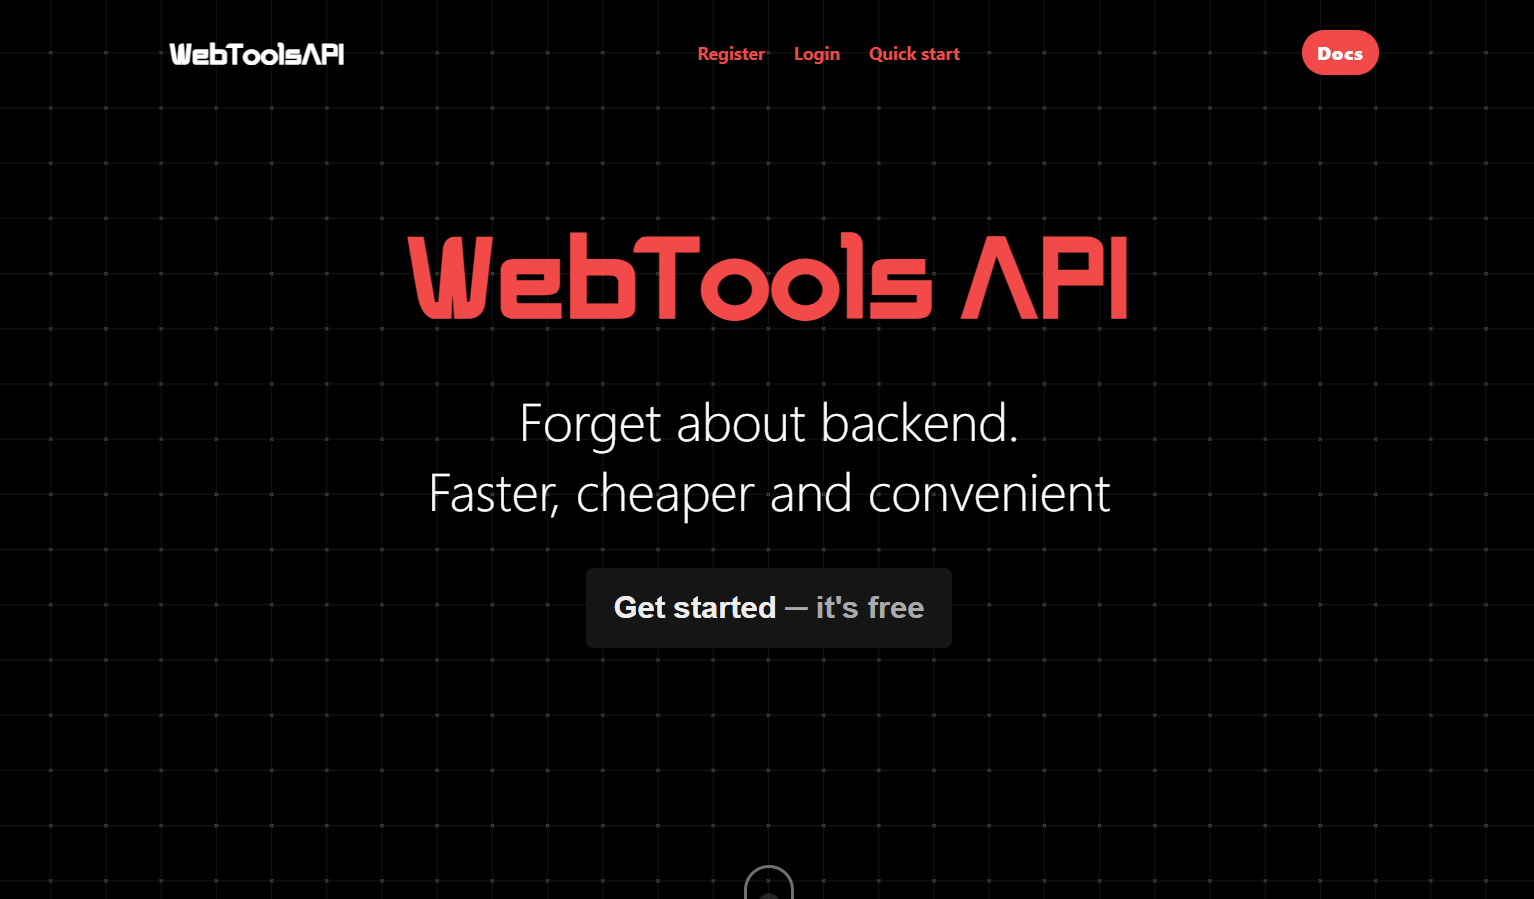 WebToolsAPI
Register Login Quick start
Docs
WebTools API
Forget about backend.
Faster, cheaper and convenient
Get started — it's free